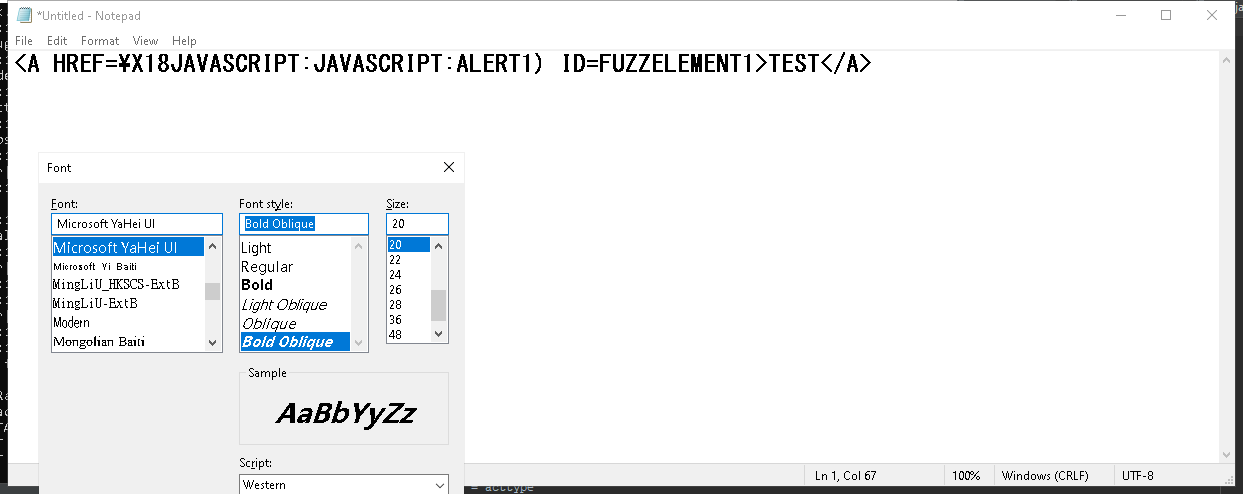 *Untitled - Notepad
File Edit Format View Help
<A HREF=¥X18JAVASCRIPT:JAVASCRIPT:ALERT1) ID=FUZZELEMENT1>TEST</A>
Font
Font: Font style: Size:
Microsoft YaHei UI Bold Oblique 20
Microsoft YaHei UI Light 20
Microsoft Yi Baiti Regular 22
MingLiU_HKSCS-ExtB Bold 24
MingLiU-ExtB Light Oblique 26
Modern Oblique 28
Mongolian Baiti Bold Oblique 36
48
Sample
AaBbYyZz
Script:
Western
Ln 1, Col 67 100% Windows (CRLF) UTF-8
= acctype